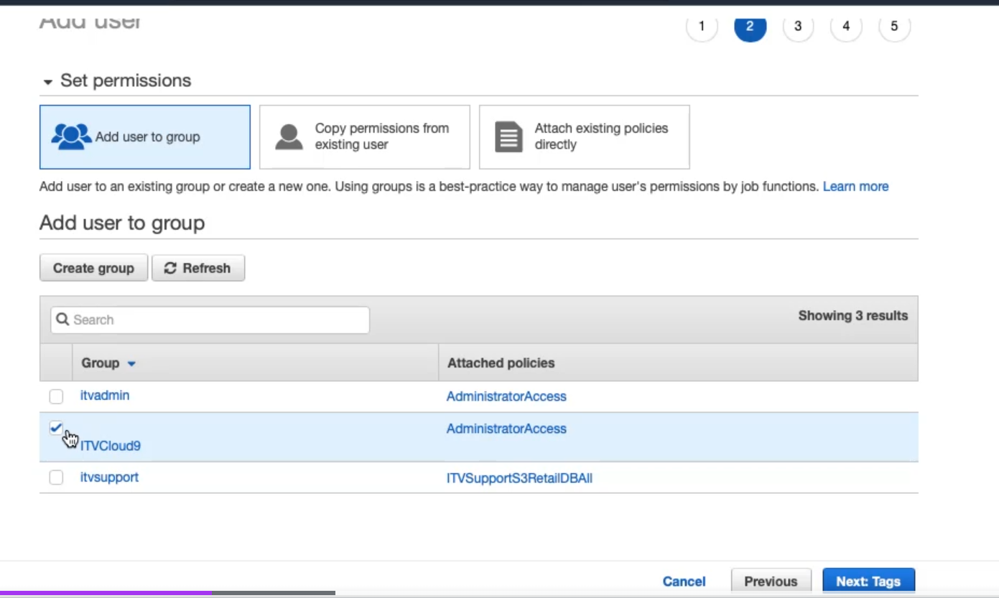 Add user
1 2 3 4 5
Set permissions
Add user to group
Copy permissions from
existing user
Attach existing policies
directly
Add user to an existing group or create a new one. Using groups is a best-practice way to manage user's permissions by job functions. Learn more
Add user to group
Create group Refresh
Search Showing 3 results
Group Attached policies
itvadmin AdministratorAccess
AdministratorAccess
ITVCloud9
itvsupport ITVSupportS3RetailDBAll
Cancel Previous Next: Tags